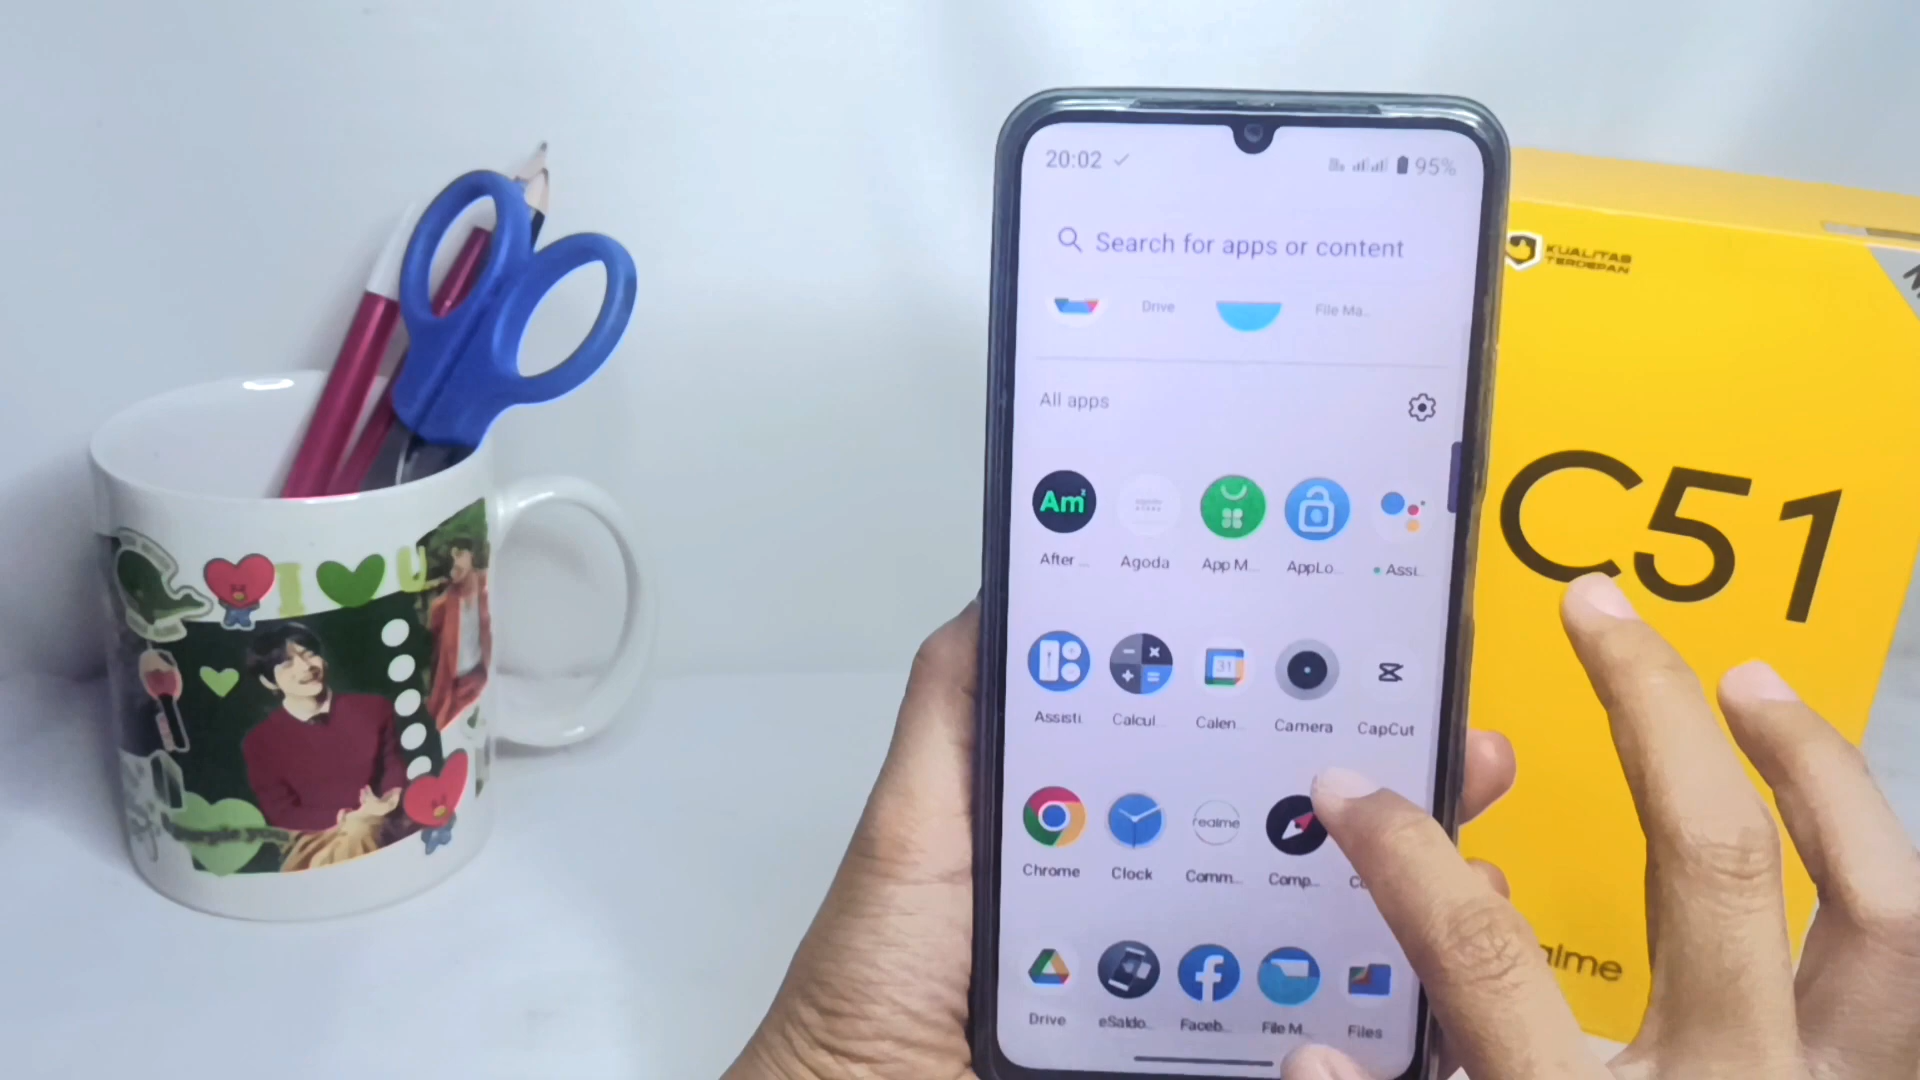 20:02
95%
Search for apps or content
Drive
File Ma...
All apps
Am
After ...
Agoda
App M...
AppLo...
Assi..
31
Assisti..
Calcul...
Calen...
Camera
CapCut
realme
Chrome
Clock
Comm...
Comp...
Drive
eSaldo...
Faceb...
File M...
Files
KUALITAS
TERDEPAN
C51
alme
I U